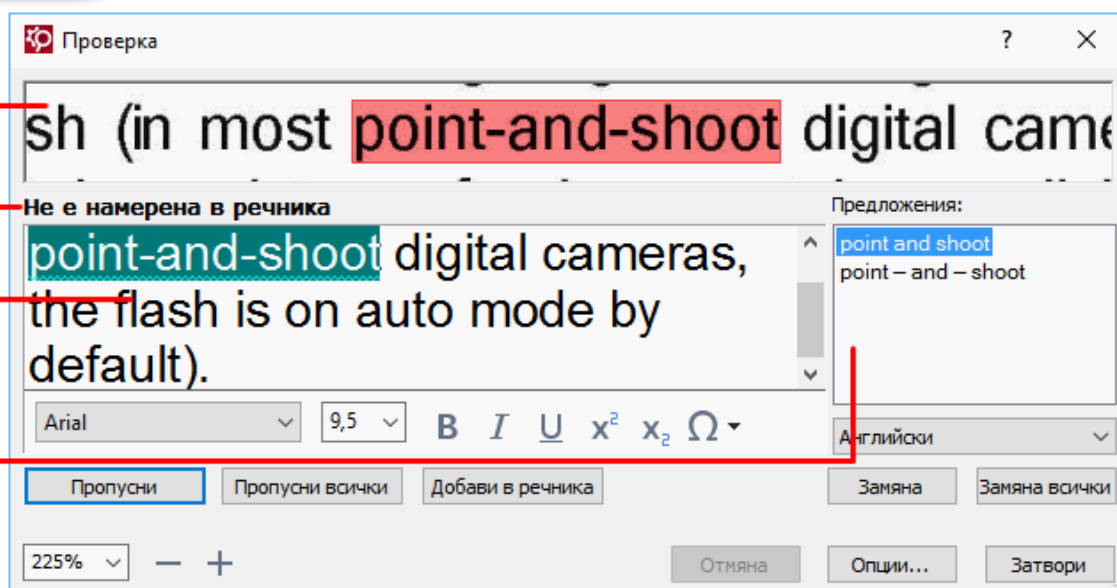 Проверка
?
sh (in most point-and-shoot digital came
Не е намерена в речника
Предложения:
point-and-shoot digital cameras,
the flash is on auto mode by
default).
point and shoot
point – and – shoot
Arial
9,5
B I U x² x₂ Ω
Английски
Пропусни
Пропусни всички
Добави в речника
Замяна
Замяна всички
225%
Отмяна
Опции...
Затвори